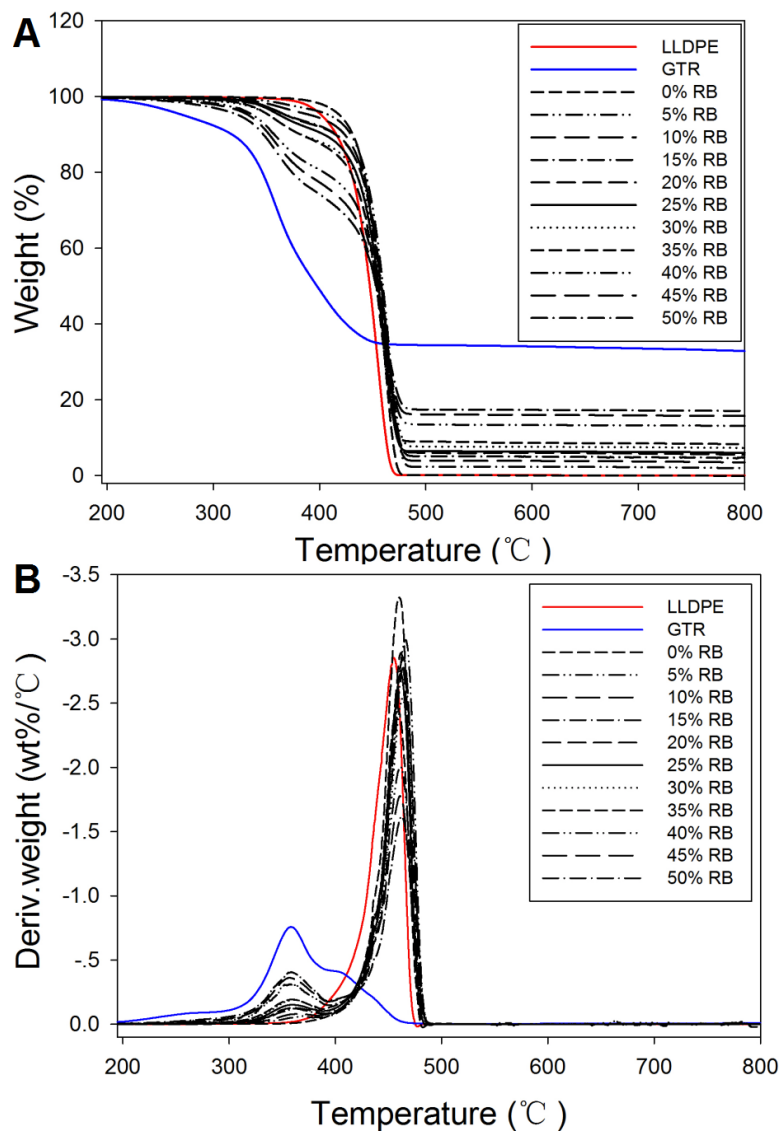 A
120
100
80
60
40
20
0
Weight (%)
LLDPE
GTR
0% RB
5% RB
10% RB
15% RB
20% RB
25% RB
30% RB
35% RB
40% RB
45% RB
50% RB
200 300 400 500 600 700 800
Temperature (℃)
B
-3.5
-3.0
-2.5
-2.0
-1.5
-1.0
-.5
0.0
Deriv.weight (wt%/℃)
LLDPE
GTR
0% RB
5% RB
10% RB
15% RB
20% RB
25% RB
30% RB
35% RB
40% RB
45% RB
50% RB
200 300 400 500 600 700 800
Temperature (℃)